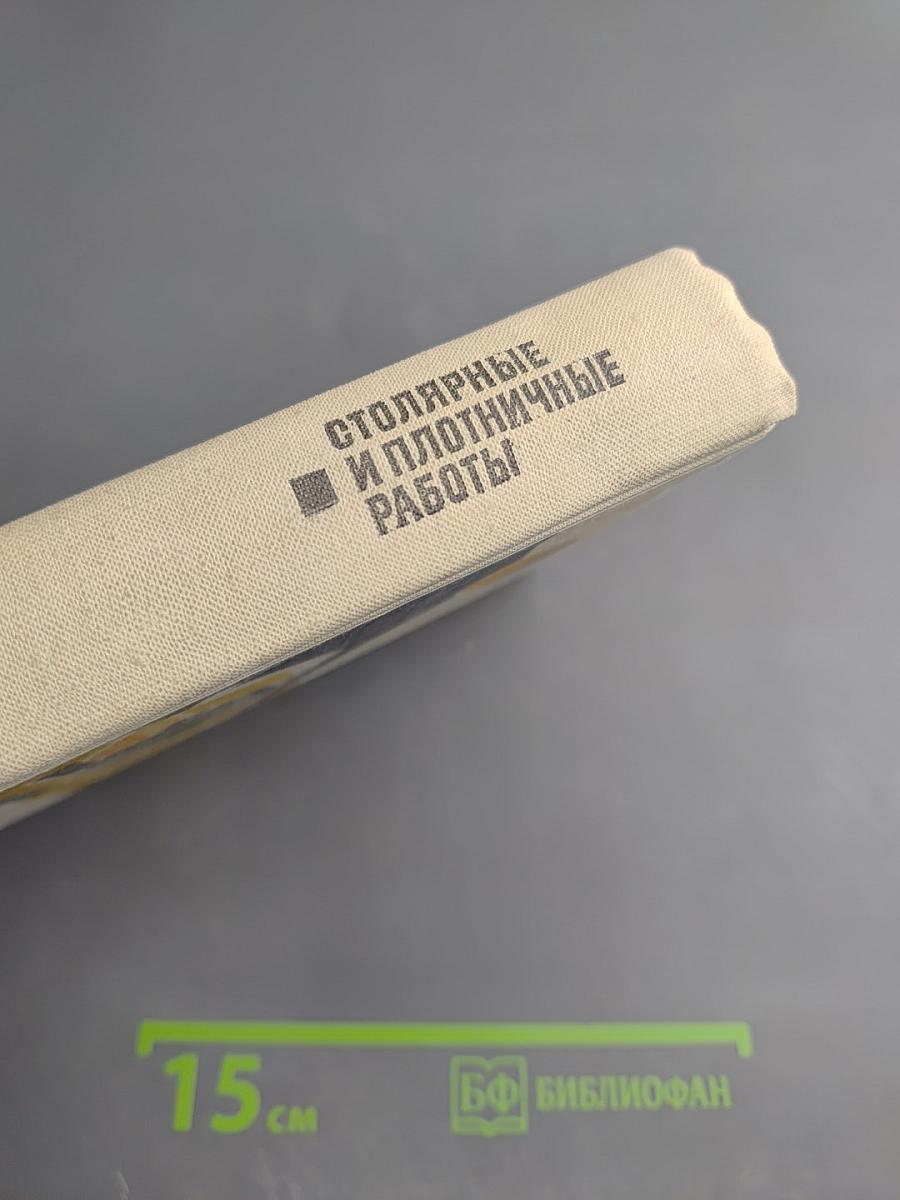 СТОЛЯРНЫЕ
И ПЛОТНИЧНЫЕ
РАБОТЫ
15 см
БФ БИБЛИОФАН